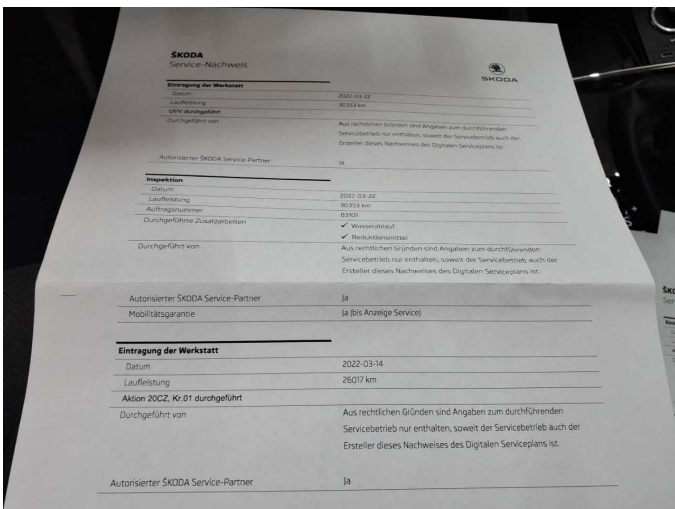 ŠKODA
Service-Nachweis
SKODA
Eintragung der Werkstatt
Datum 2022-03-22
Laufleistung 30353 km
UVV durchgeführt
Durchgeführt von Aus rechtlichen Gründen sind Angaben zum durchführenden
Servicebetrieb nur enthalten, soweit der Servicebetrieb auch der
Ersteller dieses Nachweises des Digitalen Serviceplans ist.
Autorisierter ŠKODA Service-Partner Ja
Inspektion
Datum 2022-03-22
Laufleistung 30353 km
Auftragsnummer 83101
Durchgeführte Zusatzarbeiten ✓ Wasserablauf
✓ Reduktionsmittel
Durchgeführt von Aus rechtlichen Gründen sind Angaben zum durchführenden
Servicebetrieb nur enthalten, soweit der Servicebetrieb auch der
Ersteller dieses Nachweises des Digitalen Serviceplans ist.
Autorisierter ŠKODA Service-Partner Ja
Mobilitätsgarantie Ja (bis Anzeige Service)
Eintragung der Werkstatt
Datum 2022-03-14
Laufleistung 26017 km
Aktion 20CZ, Kr.01 durchgeführt
Durchgeführt von Aus rechtlichen Gründen sind Angaben zum durchführenden
Servicebetrieb nur enthalten, soweit der Servicebetrieb auch der
Ersteller dieses Nachweises des Digitalen Serviceplans ist.
Autorisierter ŠKODA Service-Partner Ja